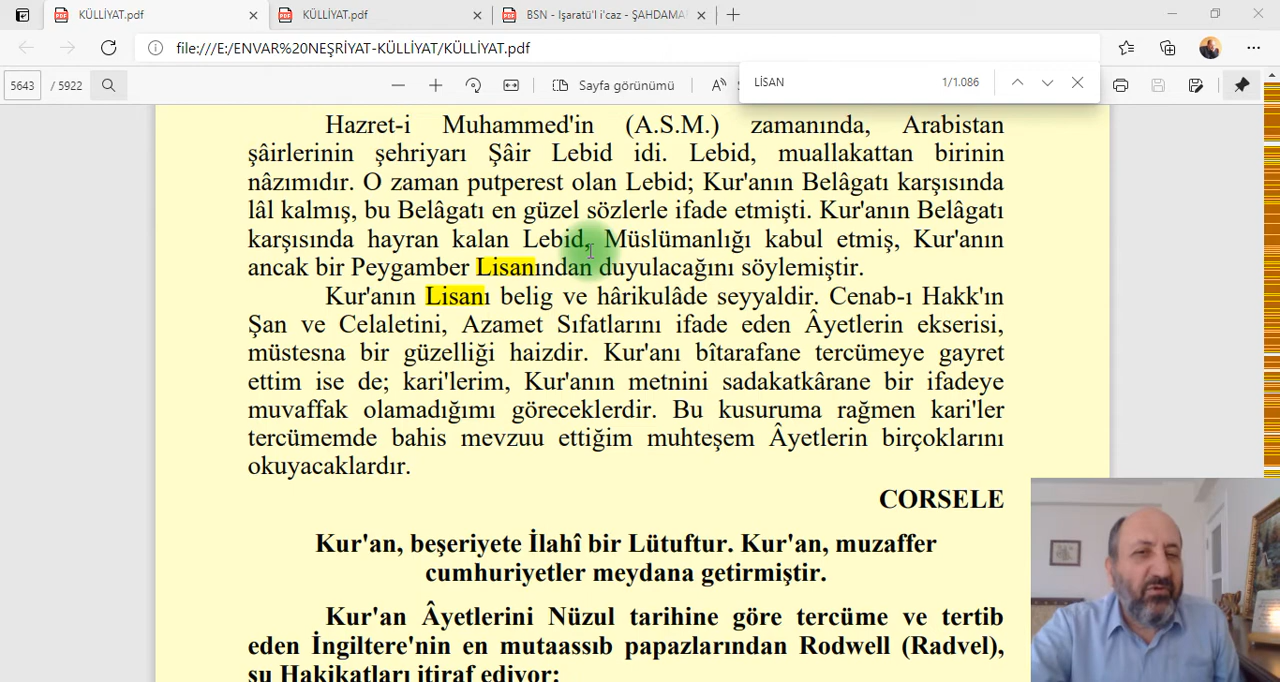 KÜLLİYAT.pdf
KÜLLİYAT.pdf
BSN - Işaratü'l i'caz - ŞAHDAMA
file:///E:/ENVAR%20NEŞRİYAT-KÜLLİYAT/KÜLLİYAT.pdf
5643 / 5922
Sayfa görünümü
LİSAN
1/1.086
Hazret-i Muhammed'in (A.S.M.) zamanında, Arabistan
şâirlerinin şehriyarı Şâir Lebid idi. Lebid, muallakattan birinin
nâzımıdır. O zaman putperest olan Lebid; Kur'anın Belâgatı karşısında
lâl kalmış, bu Belâgatı en güzel sözlerle ifade etmişti. Kur'anın Belâgatı
karşısında hayran kalan Lebid, Müslümanlığı kabul etmiş, Kur'anın
ancak bir Peygamber Lisanından duyulacağını söylemiştir.
Kur'anın Lisanı belig ve hârikulâde seyyaldir. Cenab-ı Hakk'ın
Şan ve Celaletini, Azamet Sıfatlarını ifade eden Âyetlerin ekserisi,
müstesna bir güzelliği haizdir. Kur'anı bîtarafane tercümeye gayret
ettim ise de; kari'lerim, Kur'anın metnini sadakatkârane bir ifadeye
muvaffak olamadığımı göreceklerdir. Bu kusuruma rağmen kari'ler
tercümemde bahis mevzuu ettiğim muhteşem Âyetlerin birçoklarını
okuyacaklardır.
CORSELE
Kur'an, beşeriyete İlahî bir Lütuftur. Kur'an, muzaffer
cumhuriyetler meydana getirmiştir.
Kur'an Âyetlerini Nüzul tarihine göre tercüme ve tertib
eden İngiltere'nin en mutaassıb papazlarından Rodwell (Radvel),
şu Hakikatları itiraf ediyor: